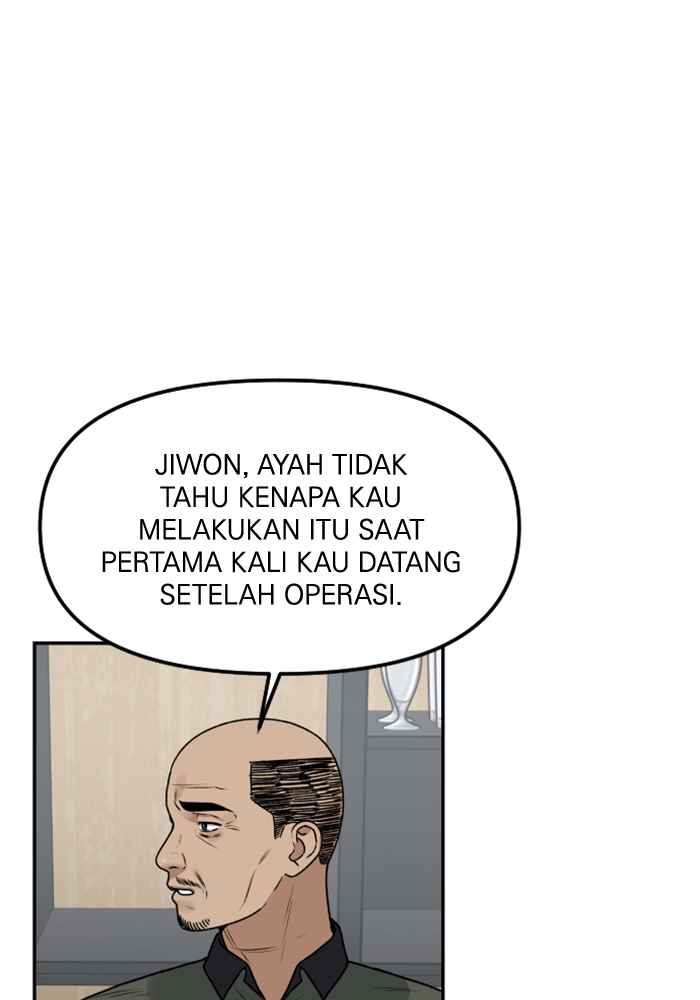 JIWON, AYAH TIDAK
TAHU KENAPA KAU
MELAKUKAN ITU SAAT
PERTAMA KALI KAU DATANG
SETELAH OPERASI.